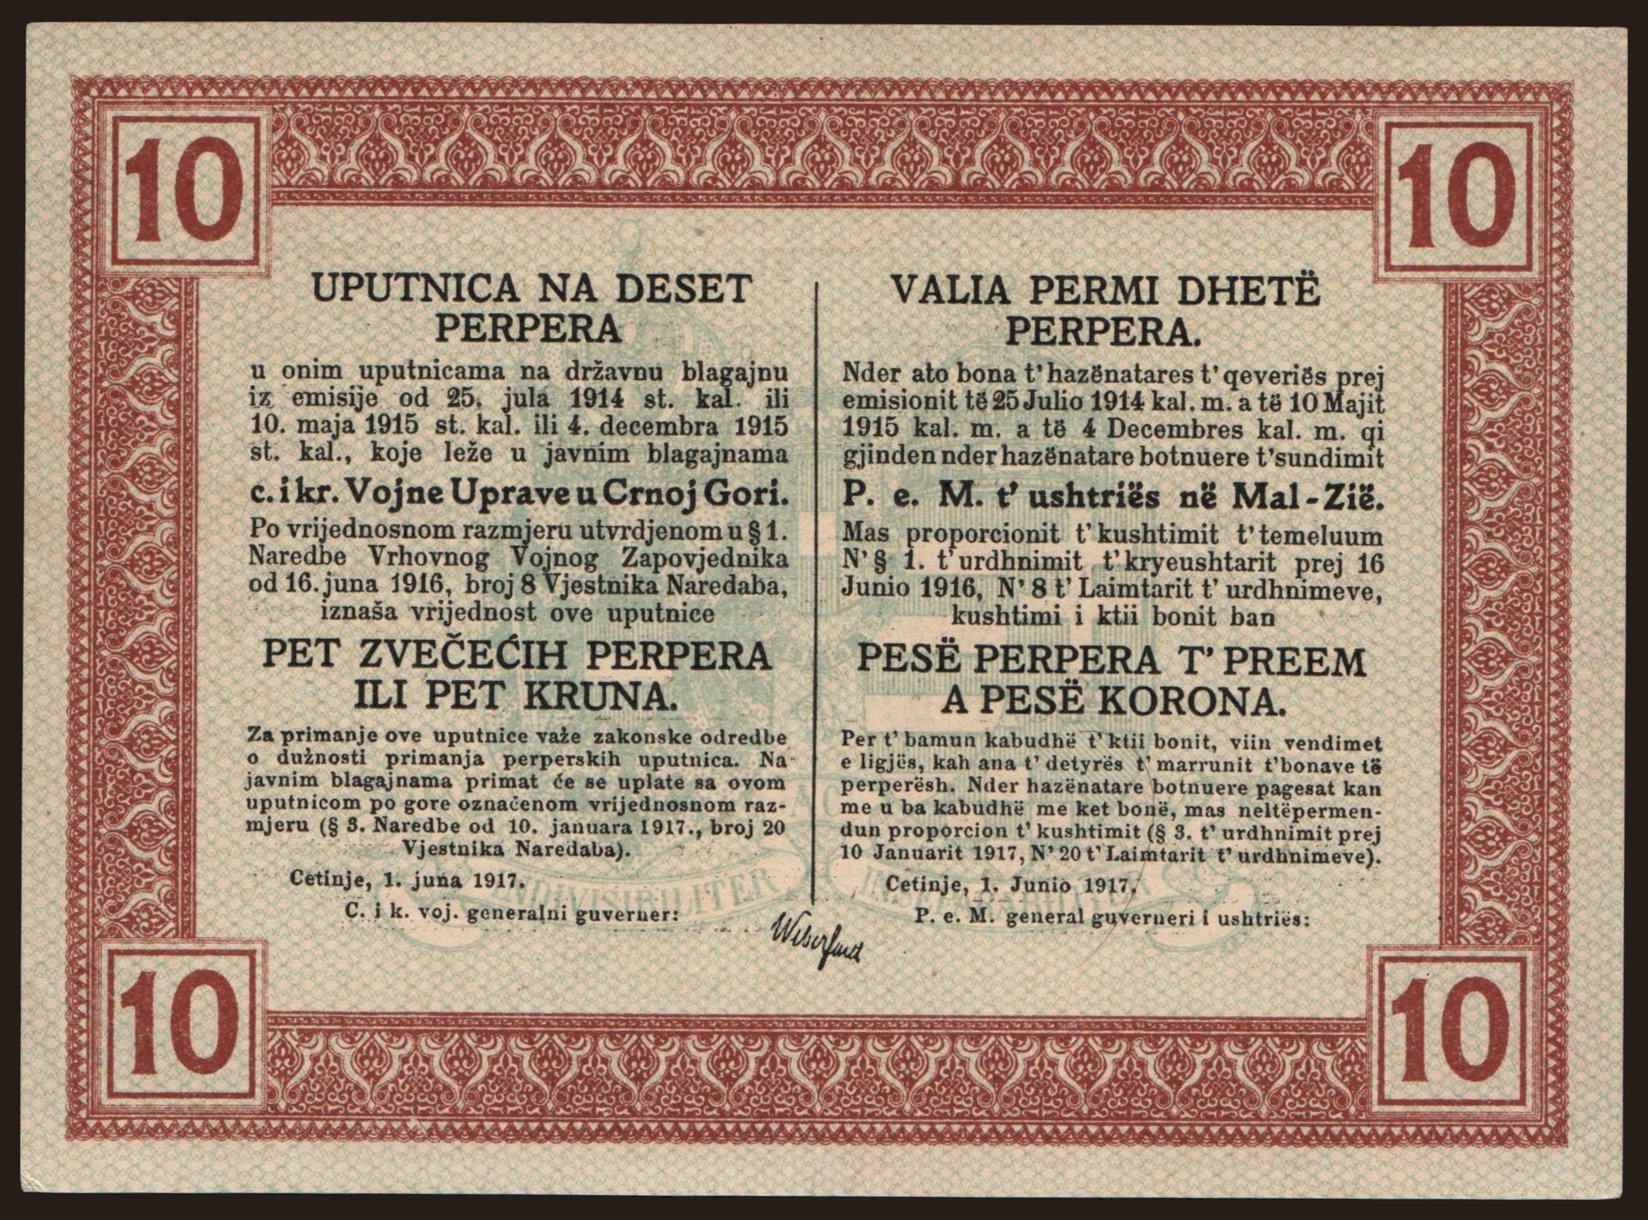 10
10
UPUTNICA NA DESET
PERPERA
u onim uputnicama na državnu blagajnu
iz emisije od 25. jula 1914 st. kal. ili
10. maja 1915 st. kal. ili 4. decembra 1915
st. kal., koje leže u javnim blagajnama
c. i kr. Vojne Uprave u Crnoj Gori.
Po vrijednosnom razmjeru utvrdjenom u § 1.
Naredbe Vrhovnog Vojnog Zapovjednika
od 16. juna 1916, broj 8 Vjestnika Naredaba,
iznaša vrijednost ove uputnice
PET ZVEČEĆIH PERPERA
ILI PET KRUNA.
Za primanje ove uputnice važe zakonske odredbe
o dužnosti primanja perperskih uputnica. Na
javnim blagajnama primat će se uplate sa ovom
uputnicom po gore označenom vrijednosnom raz-
mjeru (§ 3. Naredbe od 10. januara 1917., broj 20
Vjestnika Naredaba).
Cetinje, 1. juna 1917.
C. i k. voj. generalni guverner:
VALIA PERMI DHETË
PERPERA.
Nder ato bona t' hazënatares t' qeveriës prej
emisionit të 25 Julio 1914 kal. m. a të 10 Majit
1915 kal. m. a të 4 Decembres kal. m. qi
gjinden nder hazënatare botnuere t'sundimit
P. e. M. t' ushtriës në Mal-Zië.
Mas proporcionit t' kushtimit t' temeluum
N' § 1. t' urdhnimit t' kryeushtarit prej 16
Junio 1916, N' 8 t' Laimtarit t' urdhnimeve,
kushtimi i ktii bonit ban
PESË PERPERA T' PREEM
A PESË KORONA.
Per t' bamun kabudhë t' ktii bonit, viin vendimet
e ligjës, kah ana t' detyrës t' marrunit t'bonave të
perperësh. Nder hazënatare botnuere pagesat kan
me u ba kabudhë me ket bonë, mas neltëpermen-
dun proporcion t' kushtimit (§ 3. t' urdhnimit prej
10 Januarit 1917, N' 20 t' Laimtarit t' urdhnimeve).
Cetinje, 1. Junio 1917.
P. e. M. general guverneri i ushtriës:
INDIVISIBILITER
10
10